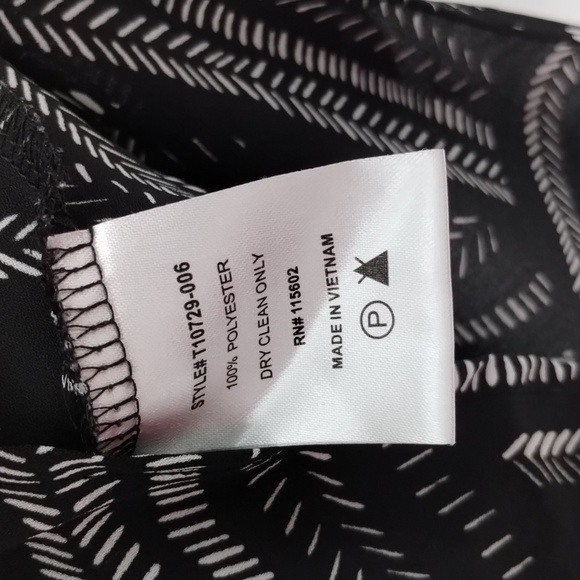 STYLE# T10729-006
100% POLYESTER
DRY CLEAN ONLY
RN# 115602
MADE IN VIETNAM
P